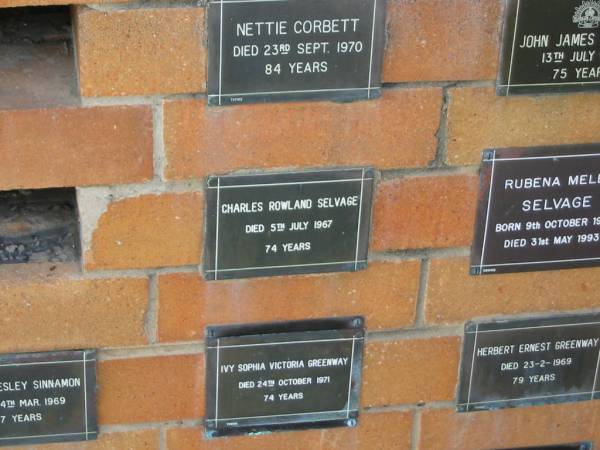 NETTIE CORBETT
DIED 23RD SEPT. 1970
84 YEARS
JOHN JAMES
13TH JULY
75
CHARLES ROWLAND SELVAGE
DIED 5TH JULY 1967
74 YEARS
RUBENA
SELVAGE
BORN 9th OCTOBER
DIED 31st MAY 1993
IVY SOPHIA VICTORIA GREENWAY
DIED 24TH OCTOBER 1971
74 YEARS
HERBERT ERNEST GREENWAY
DIED 23-2-1969
79 YEARS
SINNAMON
MAR. 1969
YEARS